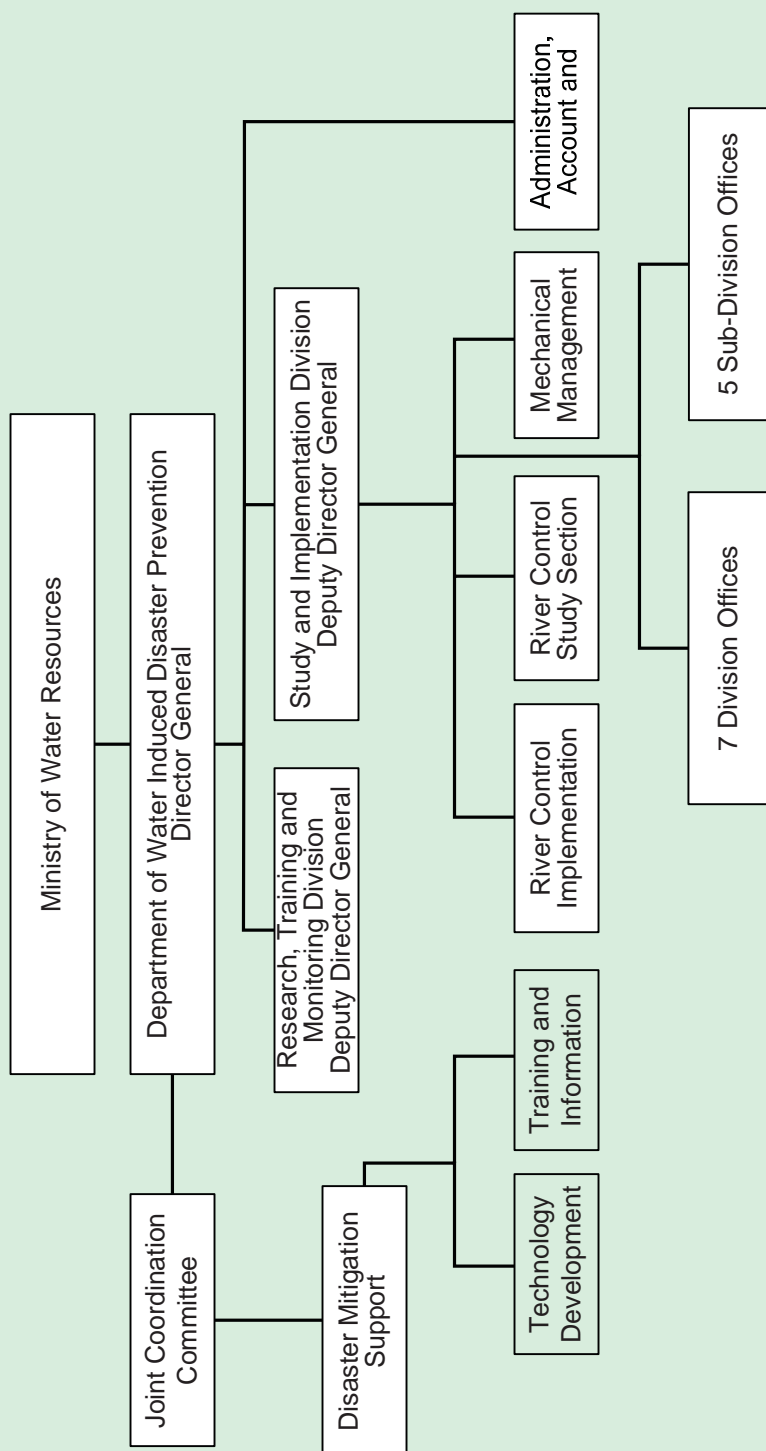 Ministry of Water Resources
Department of Water Induced Disaster Prevention
Director General
Joint Coordination
Committee
Research, Training and
Monitoring Division
Deputy Director General
Study and Implementation Division
Deputy Director General
Disaster Mitigation
Support
Technology
Development
Training and
Information
River Control
Implementation
River Control
Study Section
Mechanical
Management
Administration,
Account and
7 Division Offices
5 Sub-Division Offices